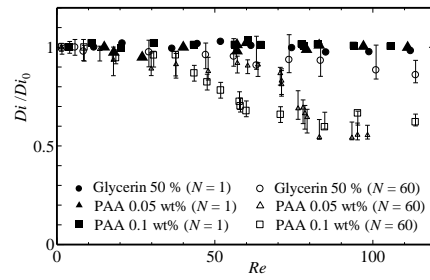 Di/Di0
1
0.5
0
0
50
100
Re
Glycerin 50 % (N = 1)
PAA 0.05 wt% (N = 1)
PAA 0.1 wt% (N = 1)
Glycerin 50 % (N = 60)
PAA 0.05 wt% (N = 60)
PAA 0.1 wt% (N = 60)